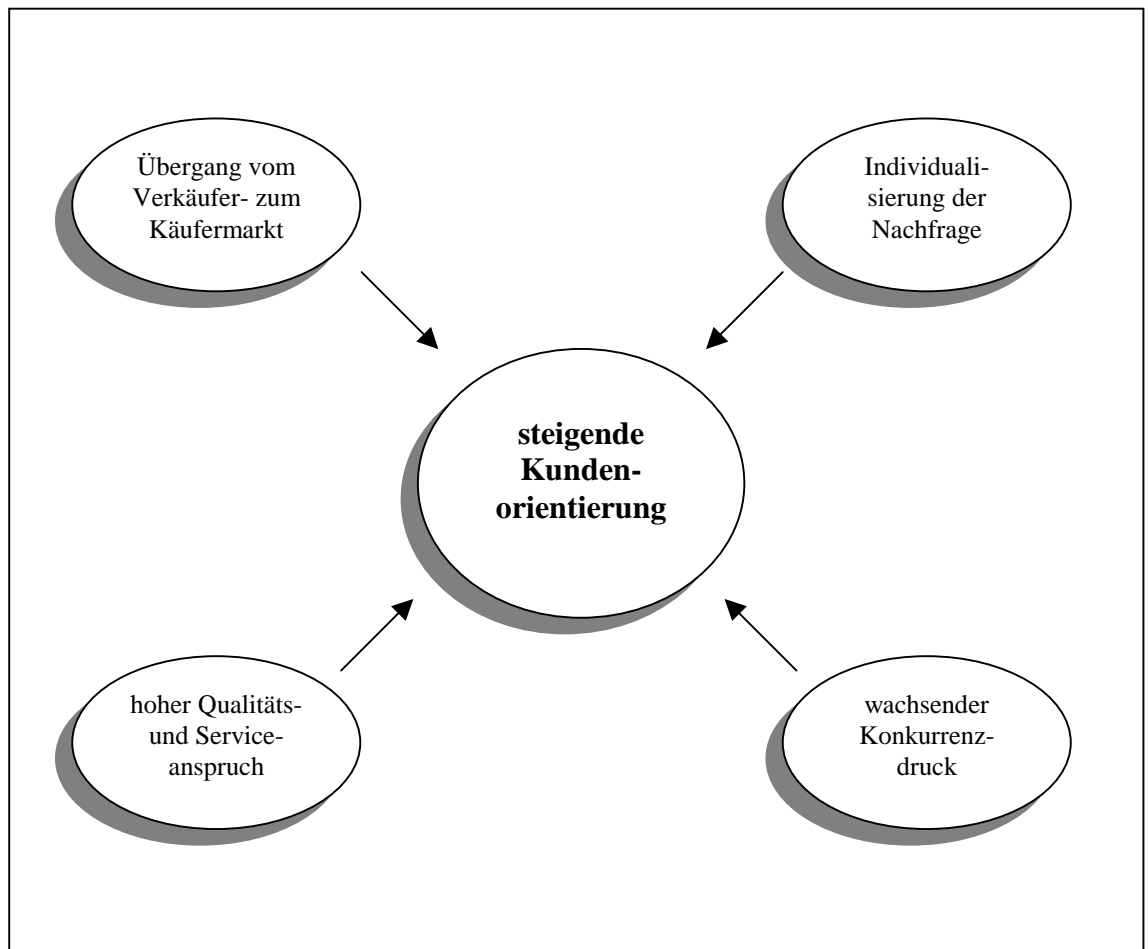 Übergang vom
Verkäufer- zum
Käufermarkt
Individuali-
sierung der
Nachfrage
steigende
Kunden-
orientierung
hoher Qualitäts-
und Service-
anspruch
wachsender
Konkurrenz-
druck